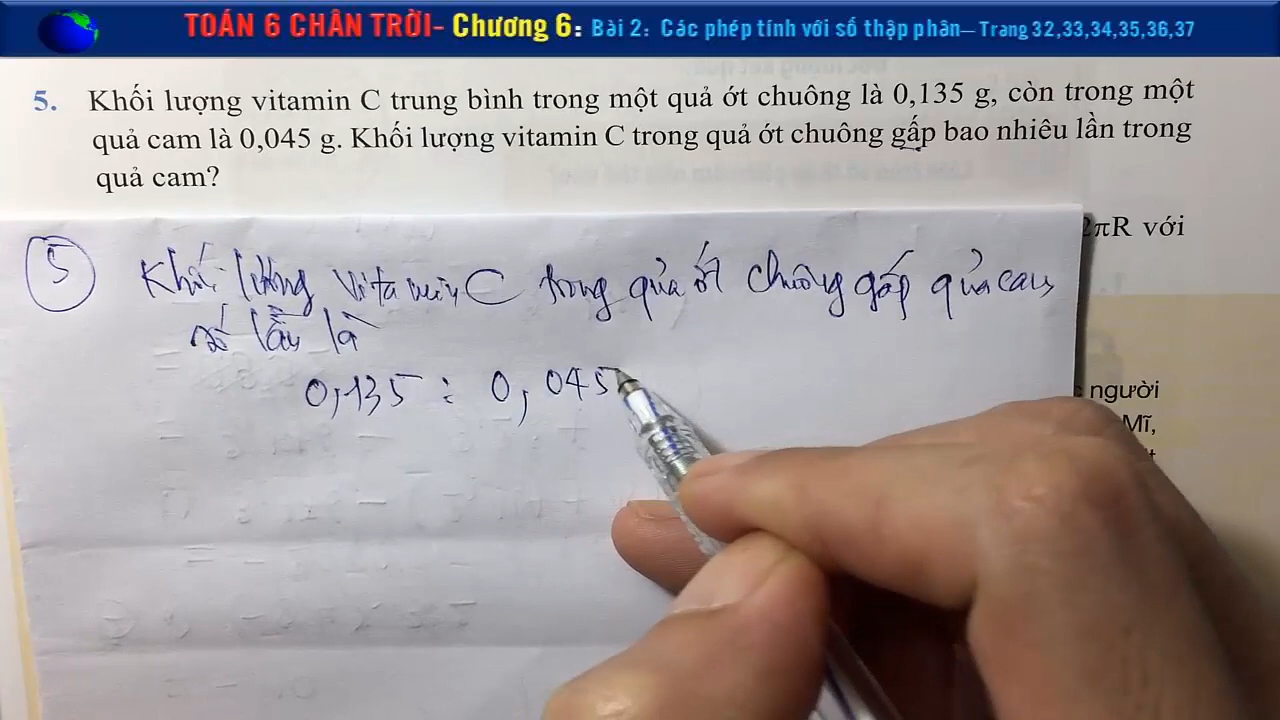 TOÁN 6 CHÂN TRỜI- Chương 6: Bài 2: Các phép tính với số thập phân– Trang 32,33,34,35,36,37
5. Khối lượng vitamin C trung bình trong một quả ớt chuông là 0,135 g, còn trong một
quả cam là 0,045 g. Khối lượng vitamin C trong quả ớt chuông gấp bao nhiêu lần trong
quả cam?
2πR với
5 Khối lượng vitamin C trong quả ớt chuông gấp quả cam
số lần là
0,135 : 0,045
người
Mĩ,